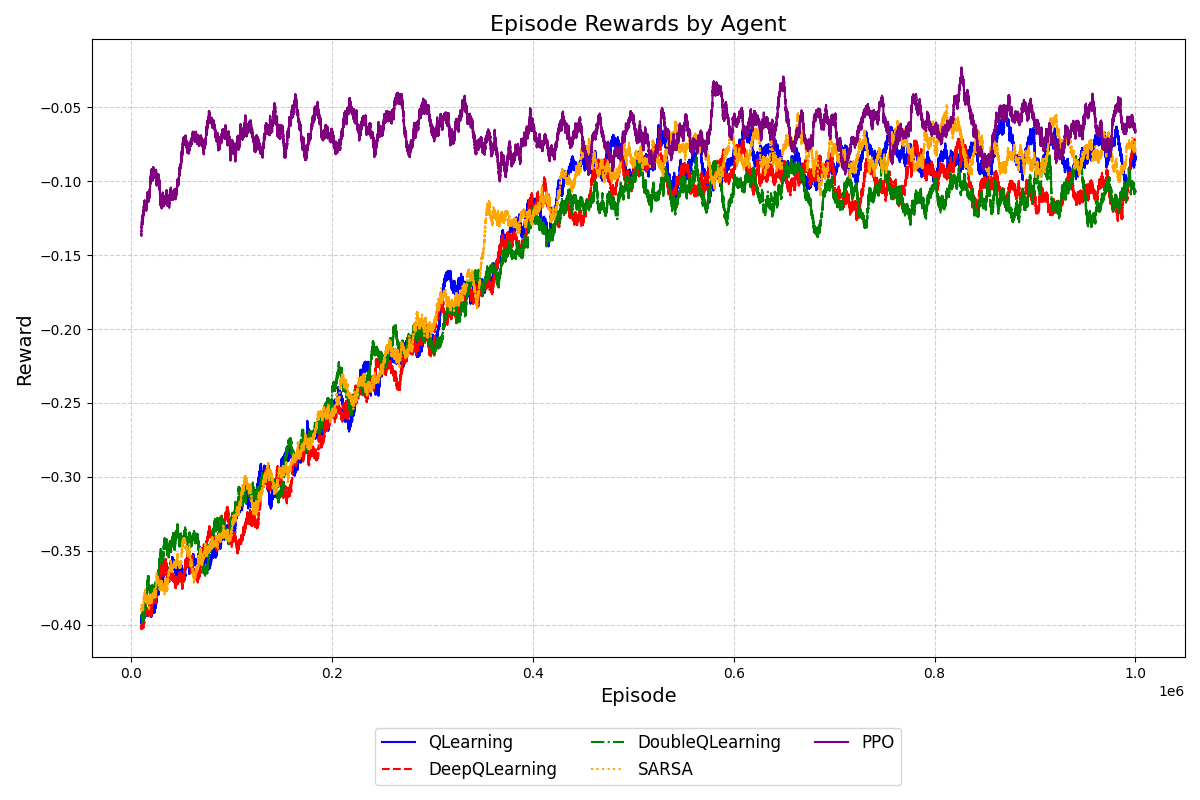 Episode Rewards by Agent
Reward
−0.05
−0.10
−0.15
−0.20
−0.25
−0.30
−0.35
−0.40
0.0 0.2 0.4 0.6 0.8 1.0
1e6
Episode
QLearning DoubleQLearning PPO
DeepQLearning SARSA